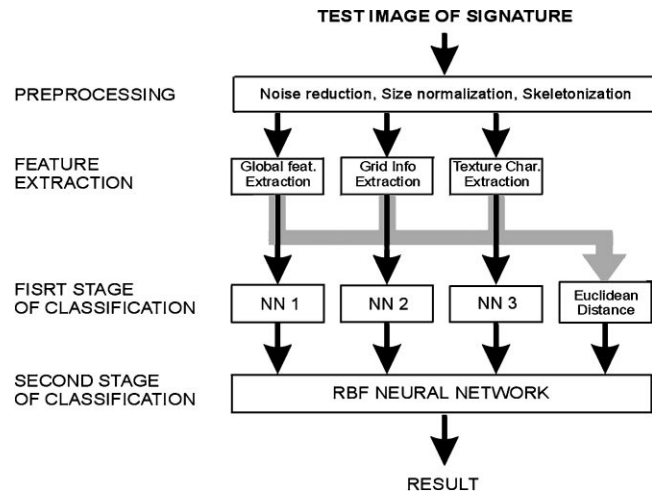 TEST IMAGE OF SIGNATURE
PREPROCESSING
Noise reduction, Size normalization, Skeletonization
FEATURE
EXTRACTION
Global feat.
Extraction
Grid Info
Extraction
Texture Char.
Extraction
FISRT STAGE
OF CLASSIFICATION
NN 1
NN 2
NN 3
Euclidean
Distance
SECOND STAGE
OF CLASSIFICATION
RBF NEURAL NETWORK
RESULT